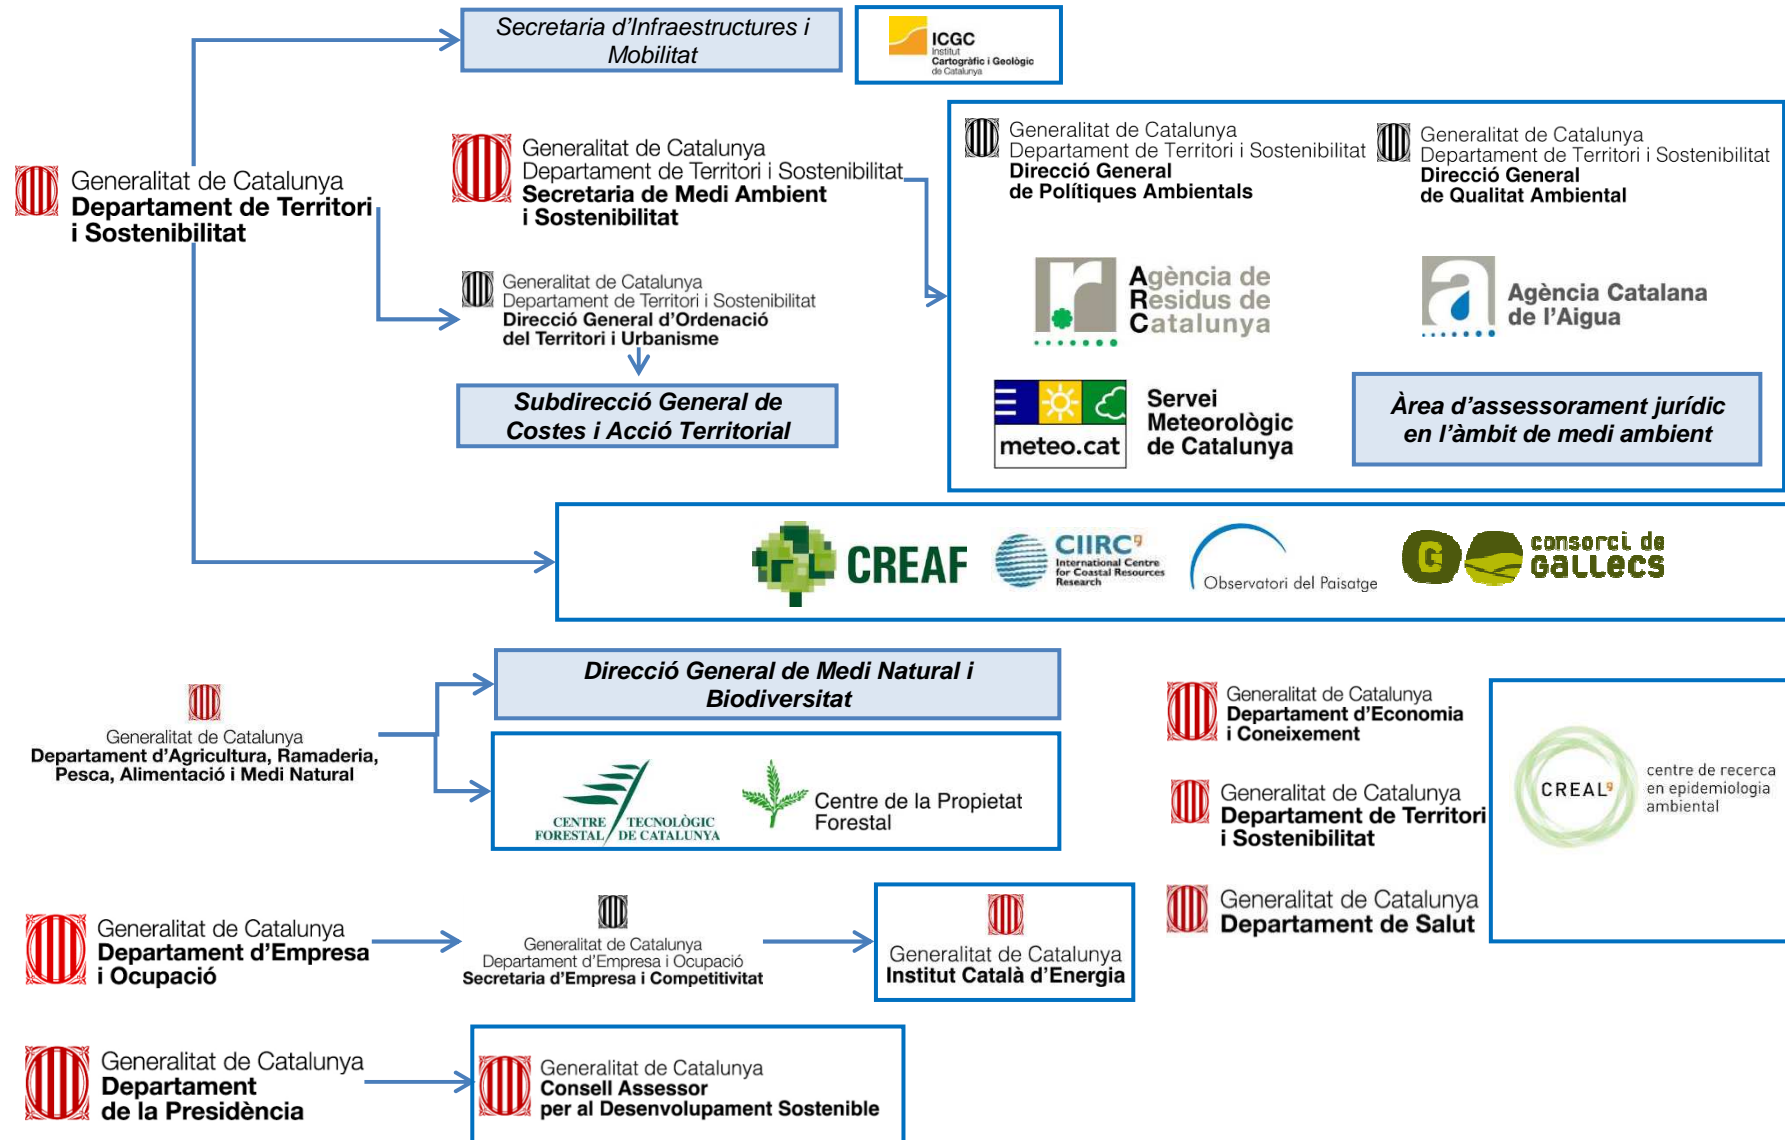 Secretaria d'Infraestructures i
Mobilitat
ICGC
Institut
Cartogràfic i Geològic
de Catalunya
Generalitat de Catalunya
Departament de Territori
i Sostenibilitat
Generalitat de Catalunya
Departament de Territori i Sostenibilitat
Secretaria de Medi Ambient
i Sostenibilitat
Generalitat de Catalunya
Departament de Territori i Sostenibilitat
Direcció General d'Ordenació
del Territori i Urbanisme
Subdirecció General de
Costes i Acció Territorial
Generalitat de Catalunya
Departament de Territori i Sostenibilitat
Direcció General
de Polítiques Ambientals
Generalitat de Catalunya
Departament de Territori i Sostenibilitat
Direcció General
de Qualitat Ambiental
r
Agència de
Residus de
Catalunya
a
Agència Catalana
de l'Aigua
meteo.cat
Servei
Meteorològic
de Catalunya
Àrea d'assessorament jurídic
en l'àmbit de medi ambient
CREAF
CIIRC9
International Centre
for Coastal Resources
Research
Observatori del Paisatge
G
consorci de
Gallecs
Generalitat de Catalunya
Departament d'Agricultura, Ramaderia,
Pesca, Alimentació i Medi Natural
Direcció General de Medi Natural i
Biodiversitat
CENTRE TECNOLÒGIC
FORESTAL DE CATALUNYA
Centre de la Propietat
Forestal
Generalitat de Catalunya
Departament d'Economia
i Coneixement
Generalitat de Catalunya
Departament de Territori
i Sostenibilitat
Generalitat de Catalunya
Departament de Salut
CREAL9
centre de recerca
en epidemiologia
ambiental
Generalitat de Catalunya
Departament d'Empresa
i Ocupació
Generalitat de Catalunya
Departament d'Empresa i Ocupació
Secretaria d'Empresa i Competitivitat
Generalitat de Catalunya
Institut Català d'Energia
Generalitat de Catalunya
Departament
de la Presidència
Generalitat de Catalunya
Consell Assessor
per al Desenvolupament Sostenible